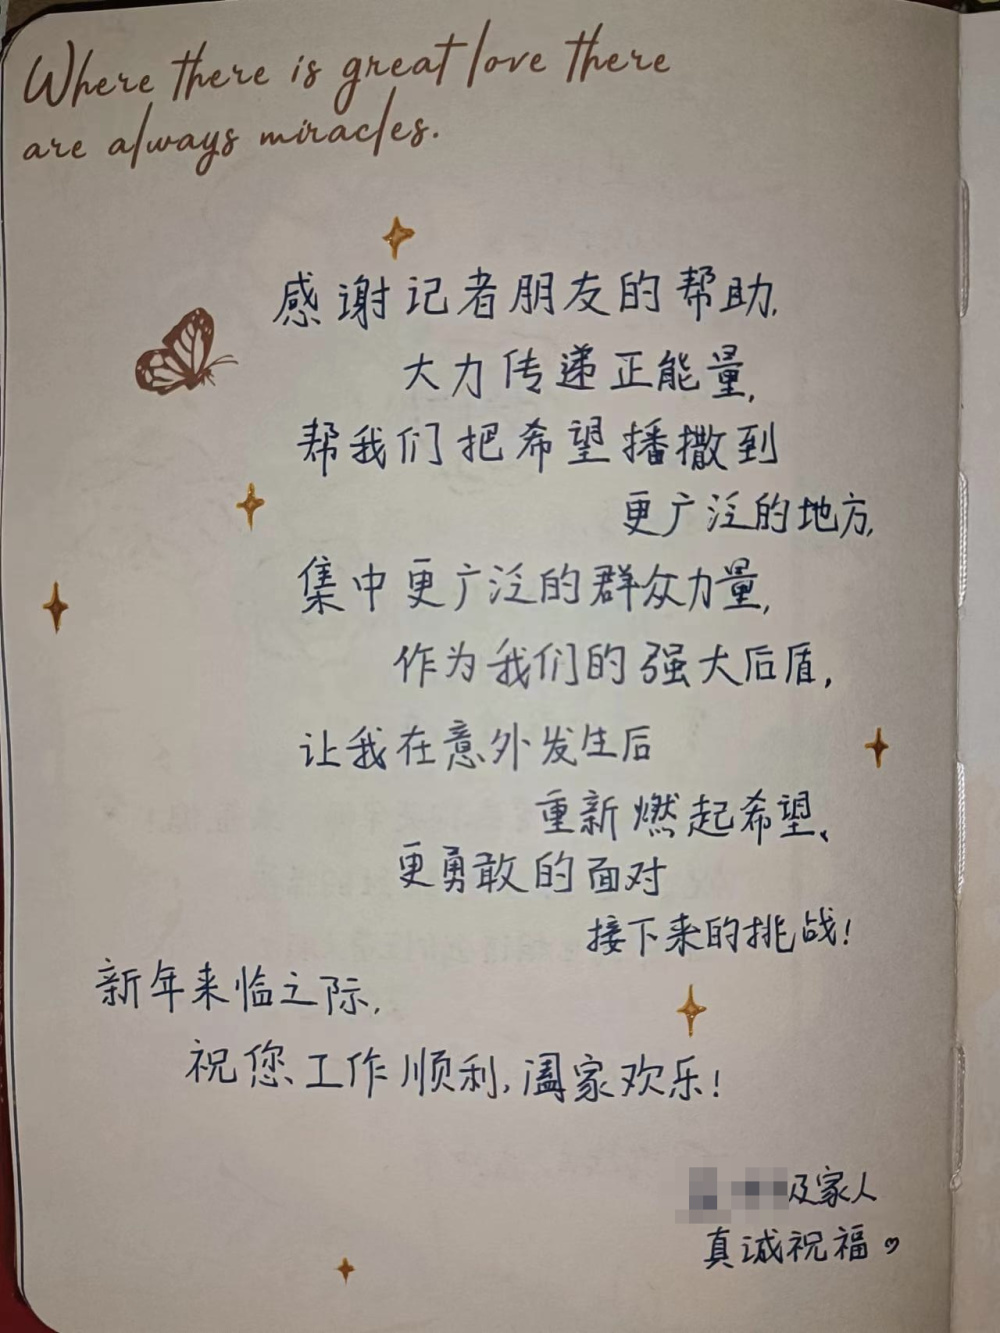 Where there is great love there
are always miracles.
感谢记者朋友的帮助,
大力传递正能量,
帮我们把希望播撒到
更广泛的地方,
集中更广泛的群众力量,
作为我们的强大后盾,
让我在意外发生后
重新燃起希望、
更勇敢的面对
接下来的挑战!
新年来临之际,
祝您工作顺利,阖家欢乐!
及家人
真诚祝福